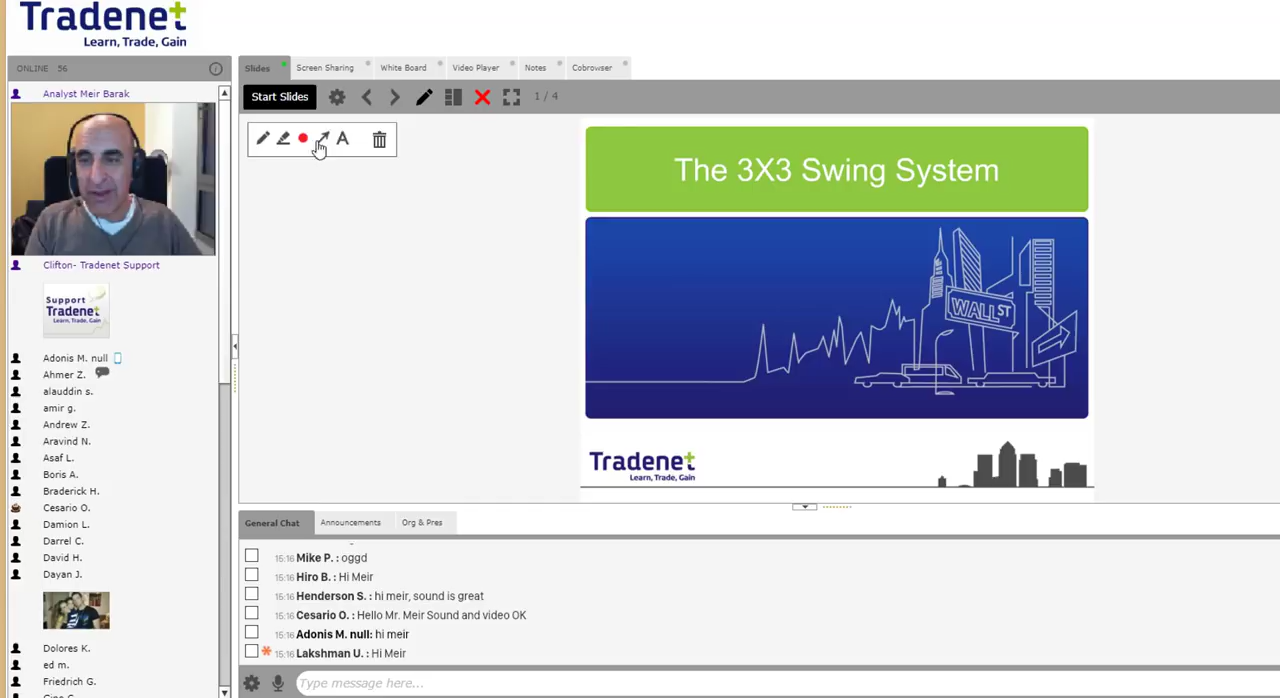 Tradenet
Learn, Trade, Gain
ONLINE 56
Analyst Meir Barak
Clifton- Tradenet Support
Support
Tradenet
Learn, Trade, Gain
Adonis M. null
Ahmer Z.
alauddin s.
amir g.
Andrew Z.
Aravind N.
Asaf L.
Boris A.
Braderick H.
Cesario O.
Damion L.
Darrel C.
David H.
Dayan J.
Dolores K.
ed m.
Friedrich G.
Slides Screen Sharing White Board Video Player Notes Cobrowser
Start Slides 1 / 4
A
The 3X3 Swing System
WALL ST
Tradenet
Learn, Trade, Gain
General Chat Announcements Org & Pres
15:16 Mike P. : oggd
15:16 Hiro B. : Hi Meir
15:16 Henderson S. : hi meir, sound is great
15:16 Cesario O. : Hello Mr. Meir Sound and video OK
15:16 Adonis M. null: hi meir
15:16 Lakshman U. : Hi Meir
Type message here...